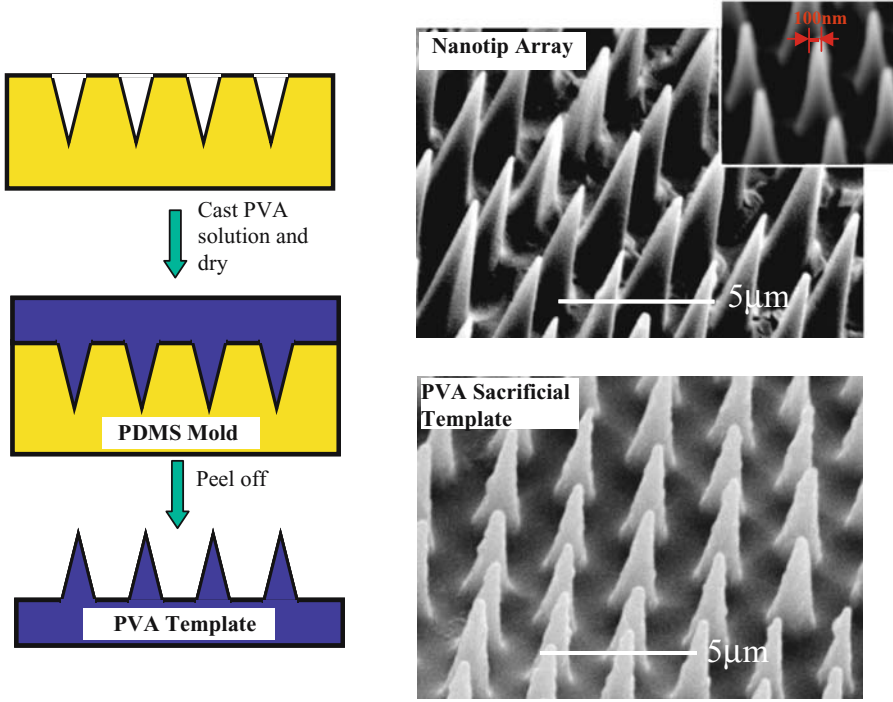 Cast PVA
solution and
dry
PDMS Mold
Peel off
PVA Template
Nanotip Array
100nm
5μm
PVA Sacrificial
Template
5μm